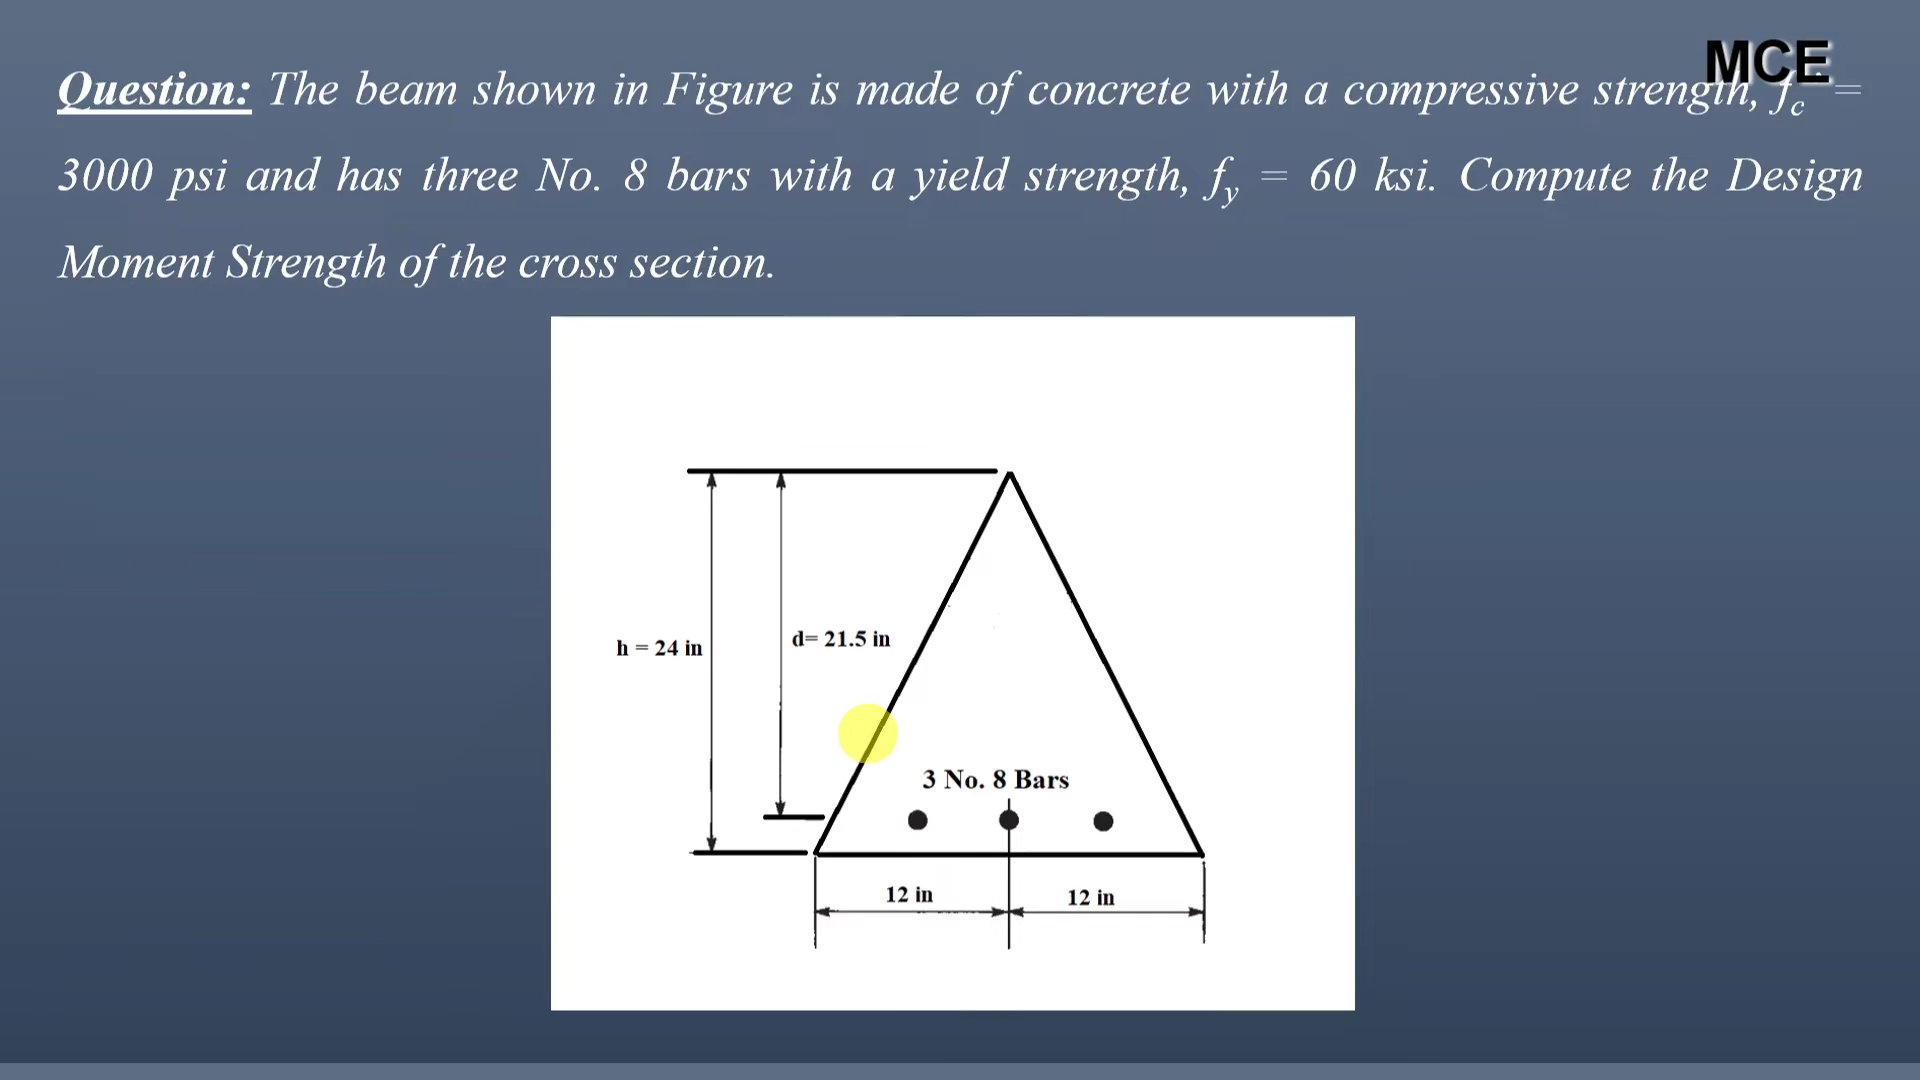 MCE
Question: The beam shown in Figure is made of concrete with a compressive strength, fc =
3000 psi and has three No. 8 bars with a yield strength, fy = 60 ksi. Compute the Design
Moment Strength of the cross section.
h = 24 in
d= 21.5 in
3 No. 8 Bars
12 in
12 in